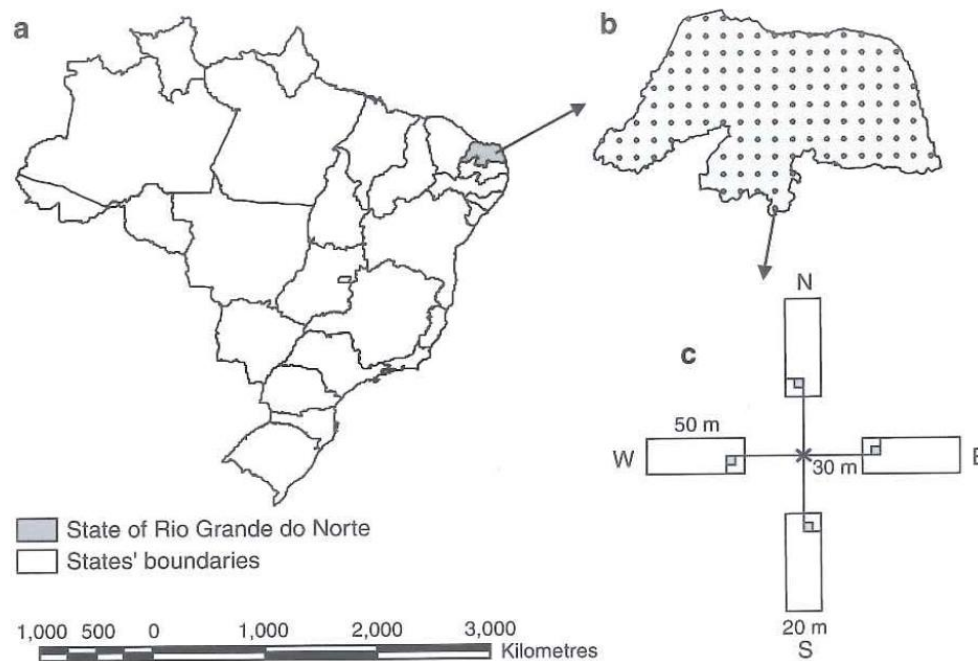 a
b
N
c
50 m
W
30 m
E
State of Rio Grande do Norte
States' boundaries
20 m
S
1,000 500 0 1,000 2,000 3,000
Kilometres